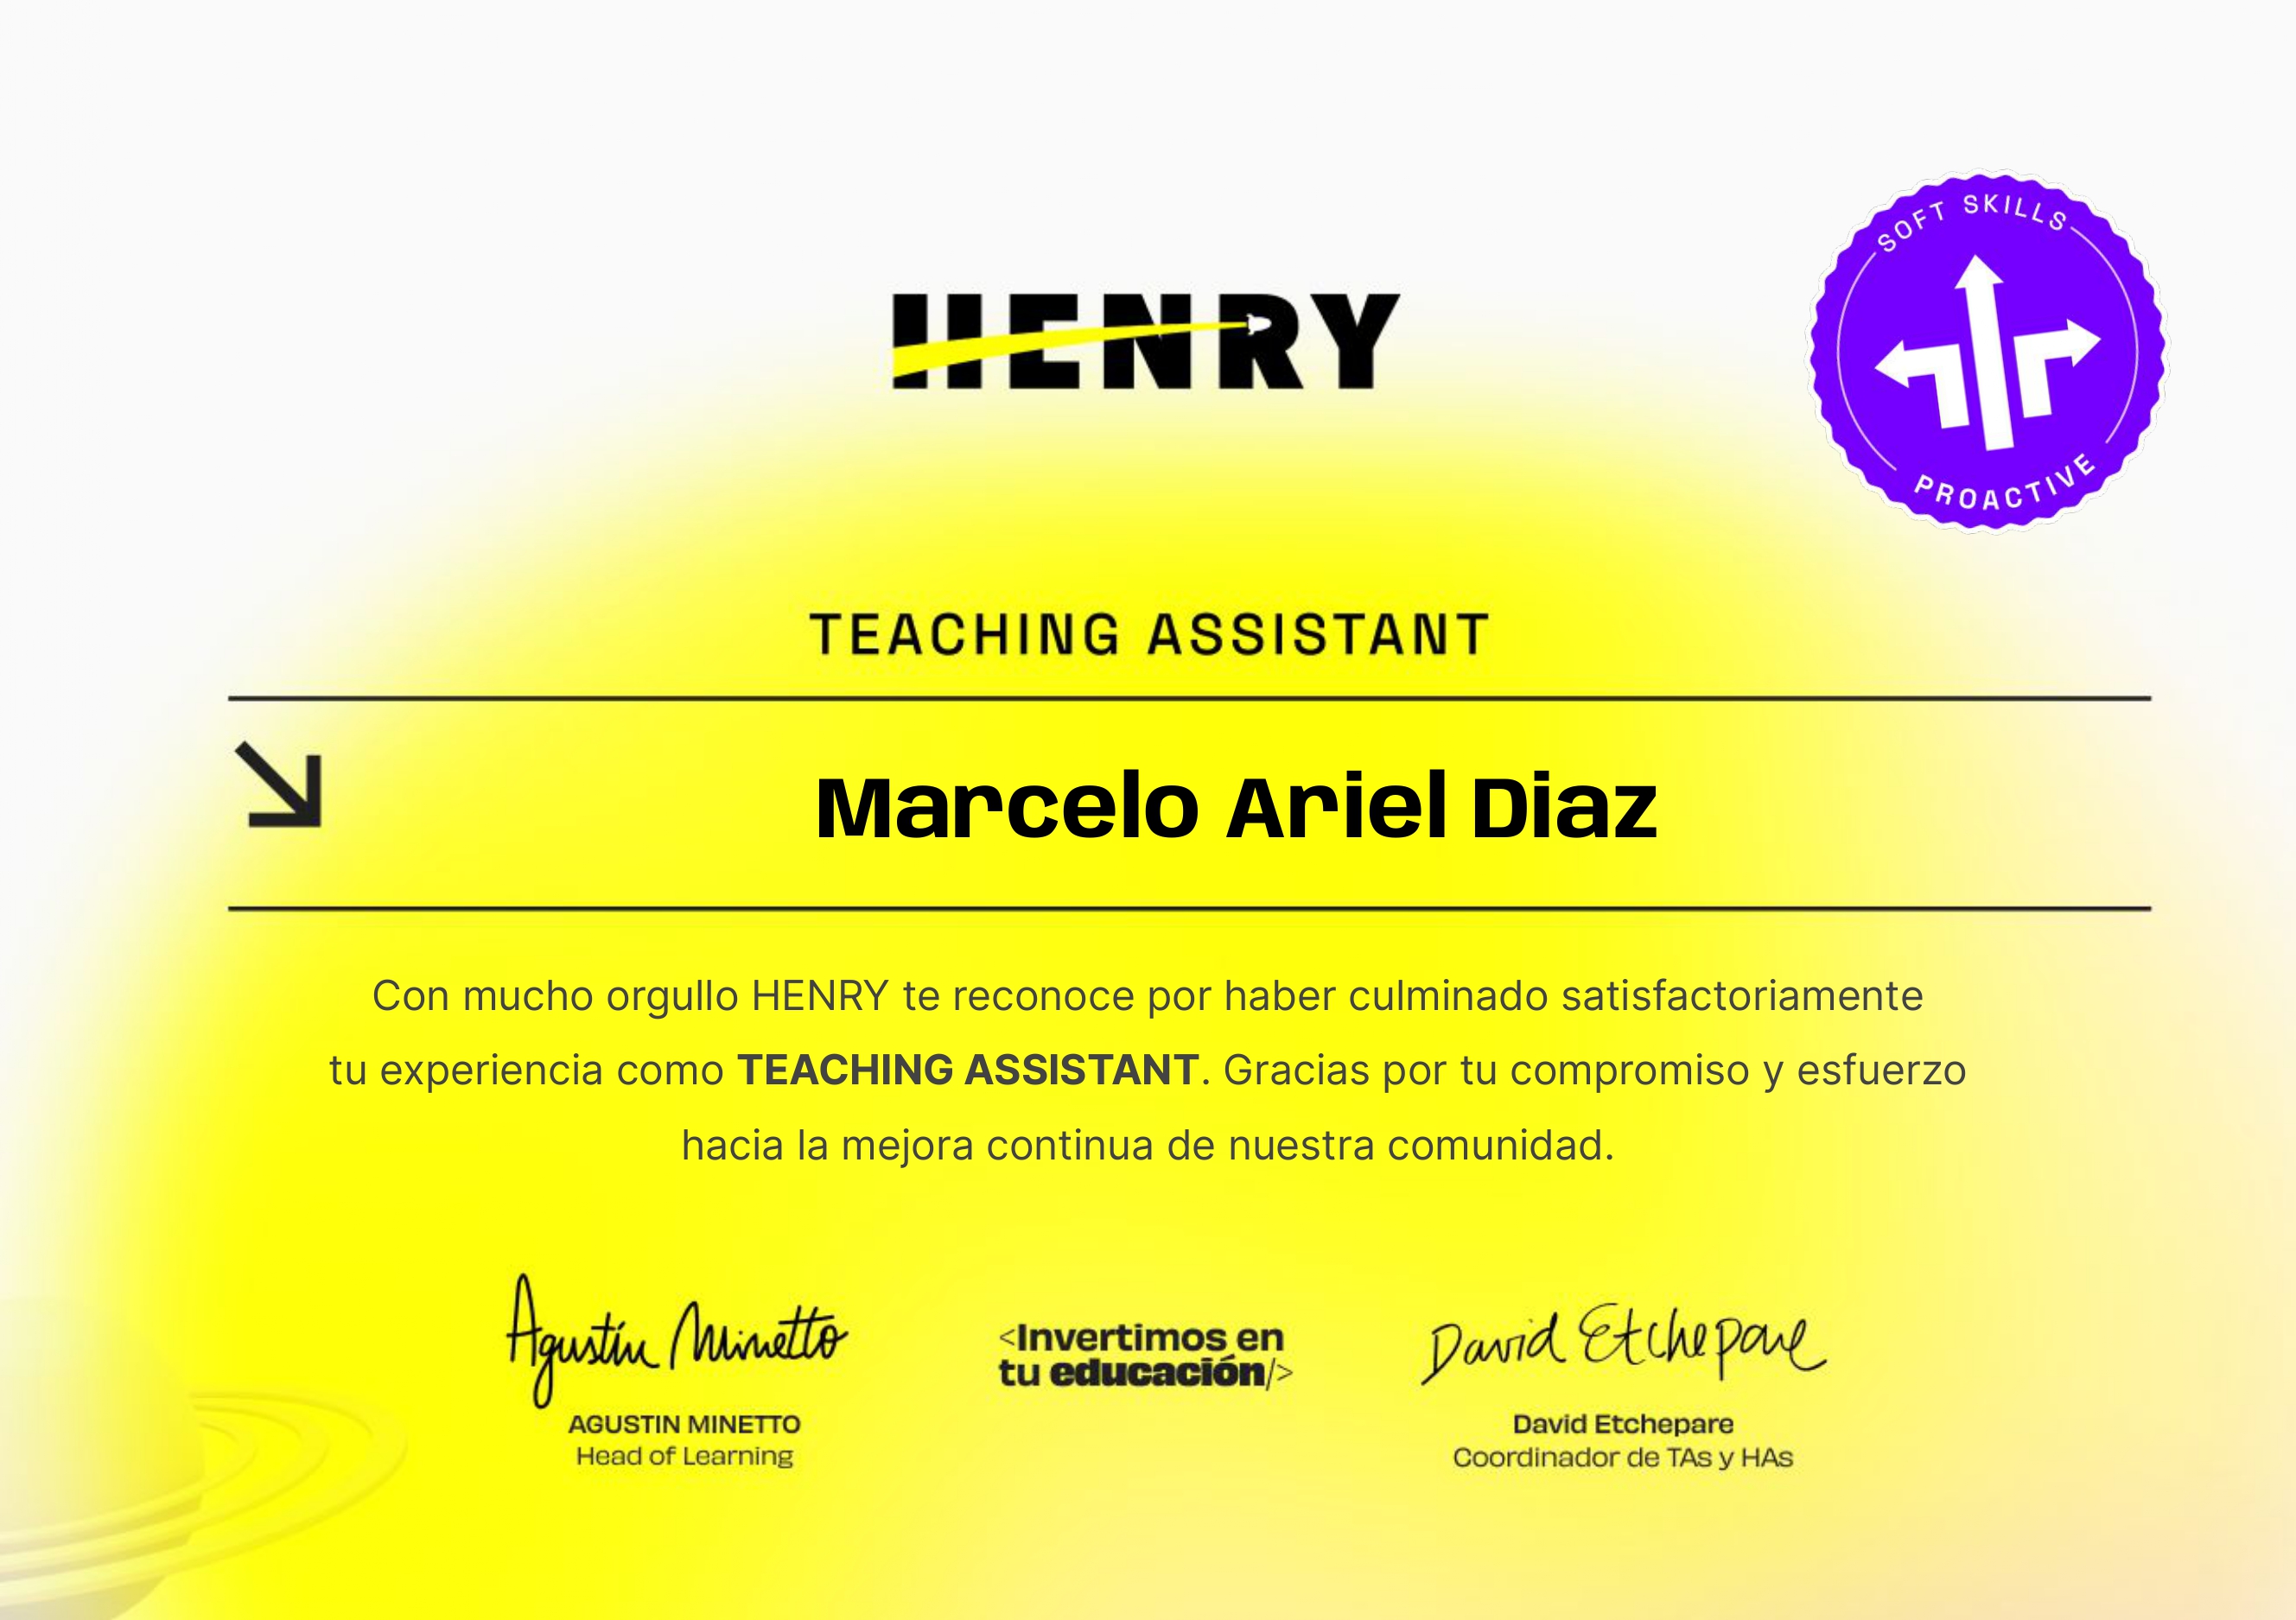 HENRY
SOFT SKILLS
PROACTIVE
TEACHING ASSISTANT
Marcelo Ariel Diaz
Con mucho orgullo HENRY te reconoce por haber culminado satisfactoriamente
tu experiencia como TEACHING ASSISTANT. Gracias por tu compromiso y esfuerzo
hacia la mejora continua de nuestra comunidad.
Agustín Minetto
AGUSTIN MINETTO
Head of Learning
<Invertimos en
tu educación/>
David Etchepare
David Etchepare
Coordinador de TAs y HAs